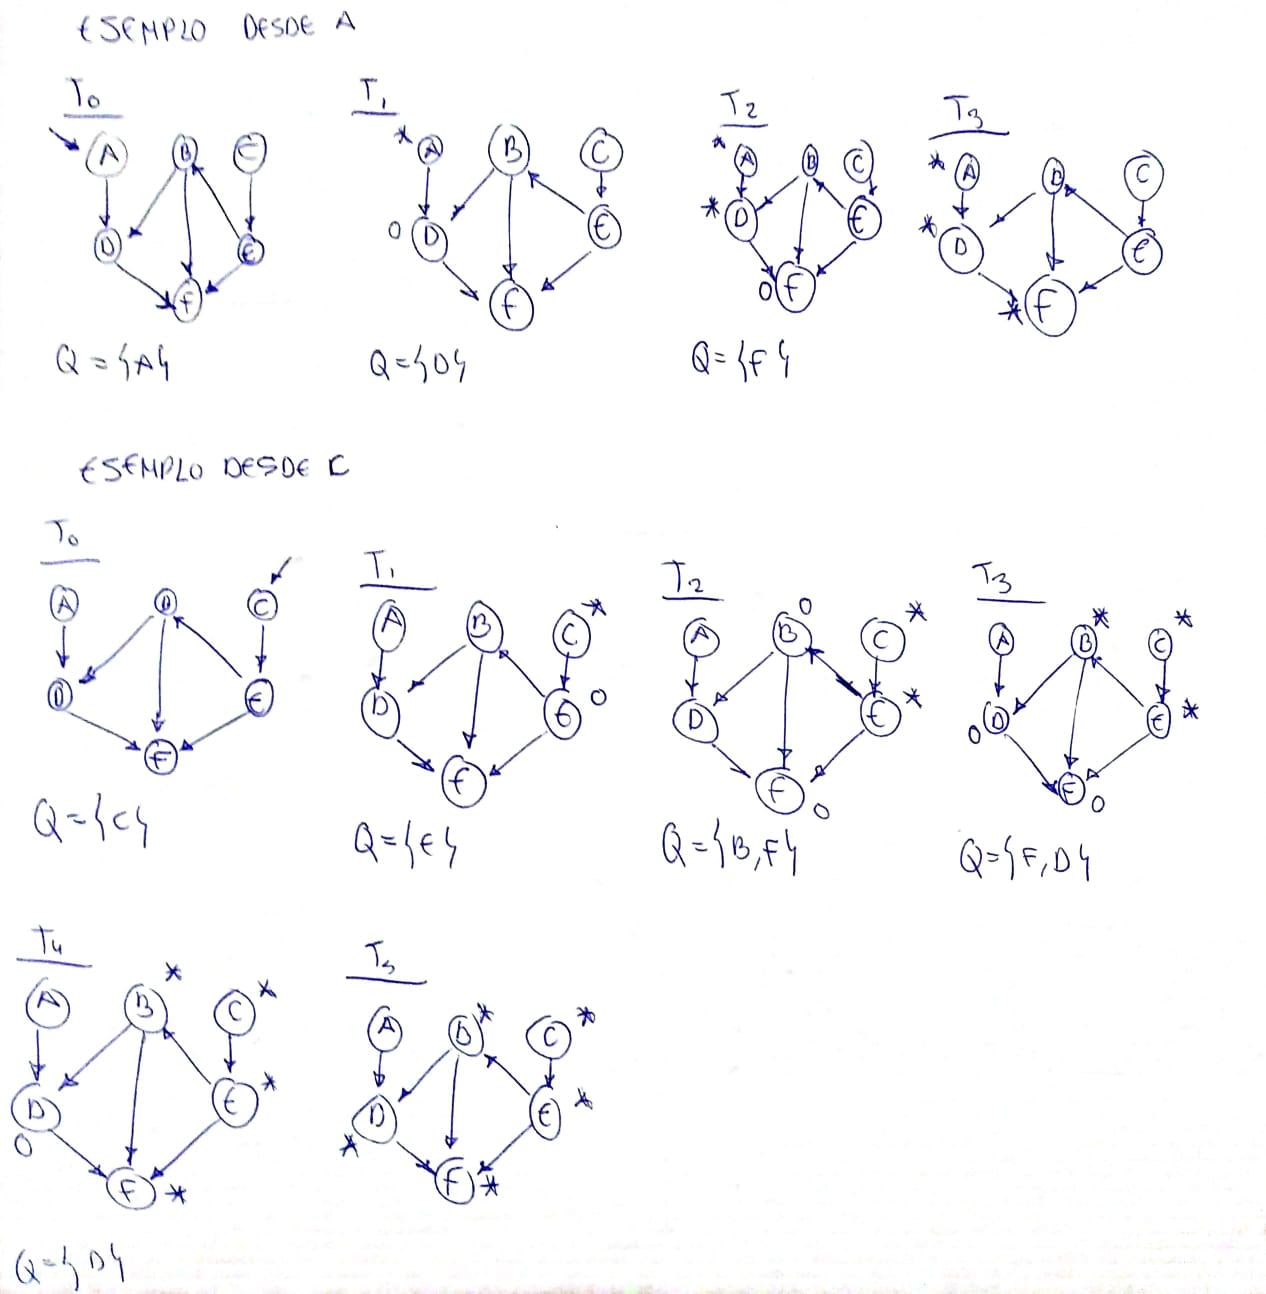 ESEMPLO DESDE A
T0 T1 T2 T3
* * *
A B C A B C A B C A B C
* *
D E O D E D E D E
F F O F * F
Q={A} Q={D} Q={F}
ESEMPLO DESDE C
T0 T1 T2 T3
* O * * *
A B C A B C A B C A B C
O * *
D E D E D E O D E
F F F O F O
Q={C} Q={E} Q={B,F} Q={F,D}
T4 T5
* * * *
A B C A B C
* *
D E D E
O *
F * F *
Q={D}